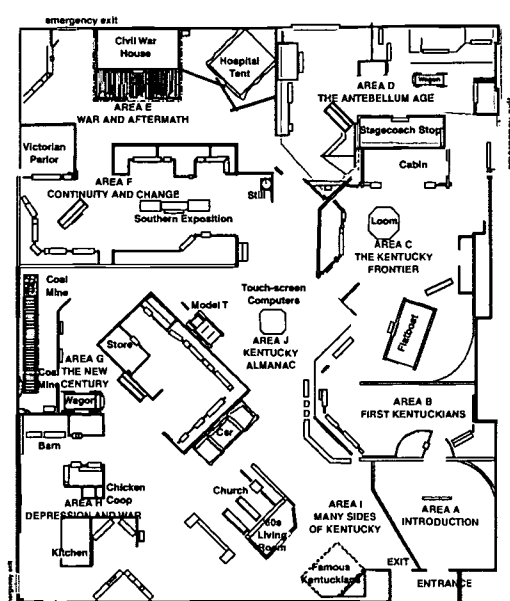 emergency exit
Civil War
House
Hospital
Tent
AREA E
WAR AND AFTERMATH
AREA D
THE ANTEBELLUM AGE
Wagon
Stagecoach Stop
Cabin
Victorian
Parlor
AREA F
CONTINUITY AND CHANGE
Still
Southern Exposition
Loom
AREA C
THE KENTUCKY
FRONTIER
Coal
Mine
Touch-screen
Computers
Model T
AREA J
KENTUCKY
ALMANAC
Flatboat
Store
AREA G
THE NEW
CENTURY
Coal
Mine
Wagon
Car
AREA B
FIRST KENTUCKIANS
Barn
Chicken
Coop
AREA H
DEPRESSION AND WAR
Church
'60s
Living
Room
AREA I
MANY SIDES
OF KENTUCKY
AREA A
INTRODUCTION
Kitchen
Famous
Kentuckians
EXIT
ENTRANCE
emergency exit